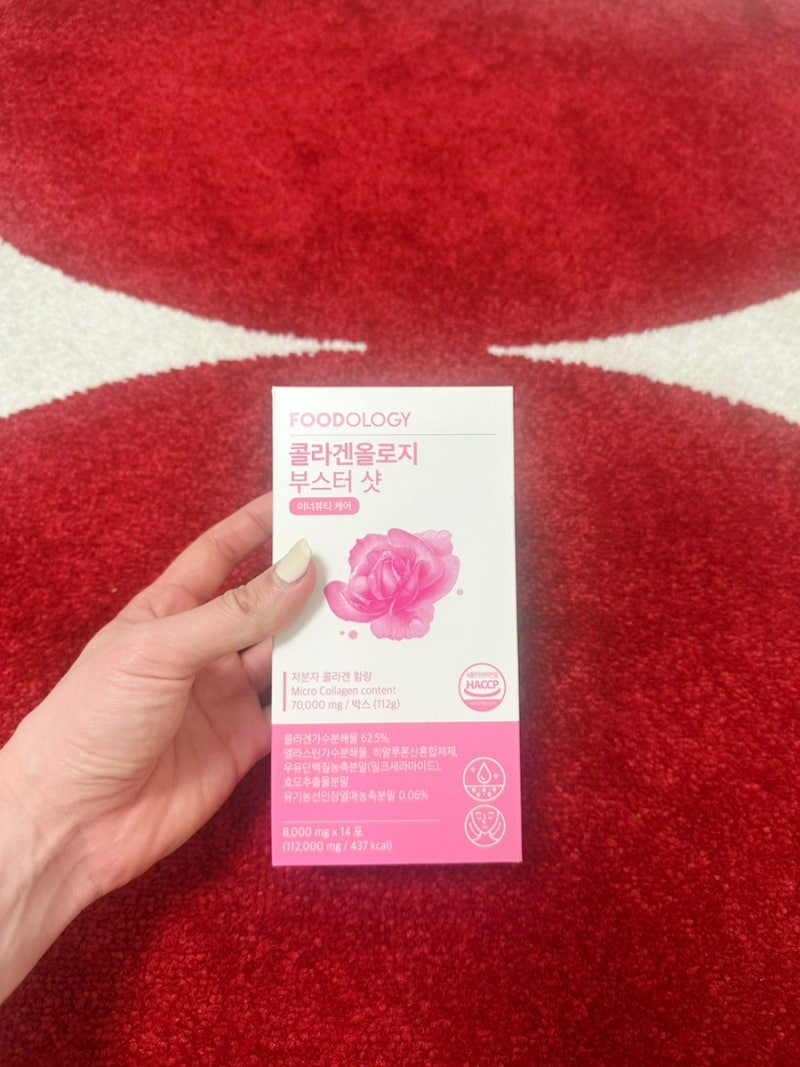 FOODOLOGY
콜라겐올로지
부스터 샷
이너뷰티 케어
저분자 콜라겐 함량
Micro Collagen content
70,000 mg / 박스 (112g)
HACCP
콜라겐가수분해물 62.5%,
엘라스틴가수분해물, 히알루론산혼합제제,
우유단백질농축분말(밀크세라마이드),
효모추출물분말
유기농선인장열매농축분말 0.06%
8,000 mg x 14 포
(112,000 mg / 437 kcal)